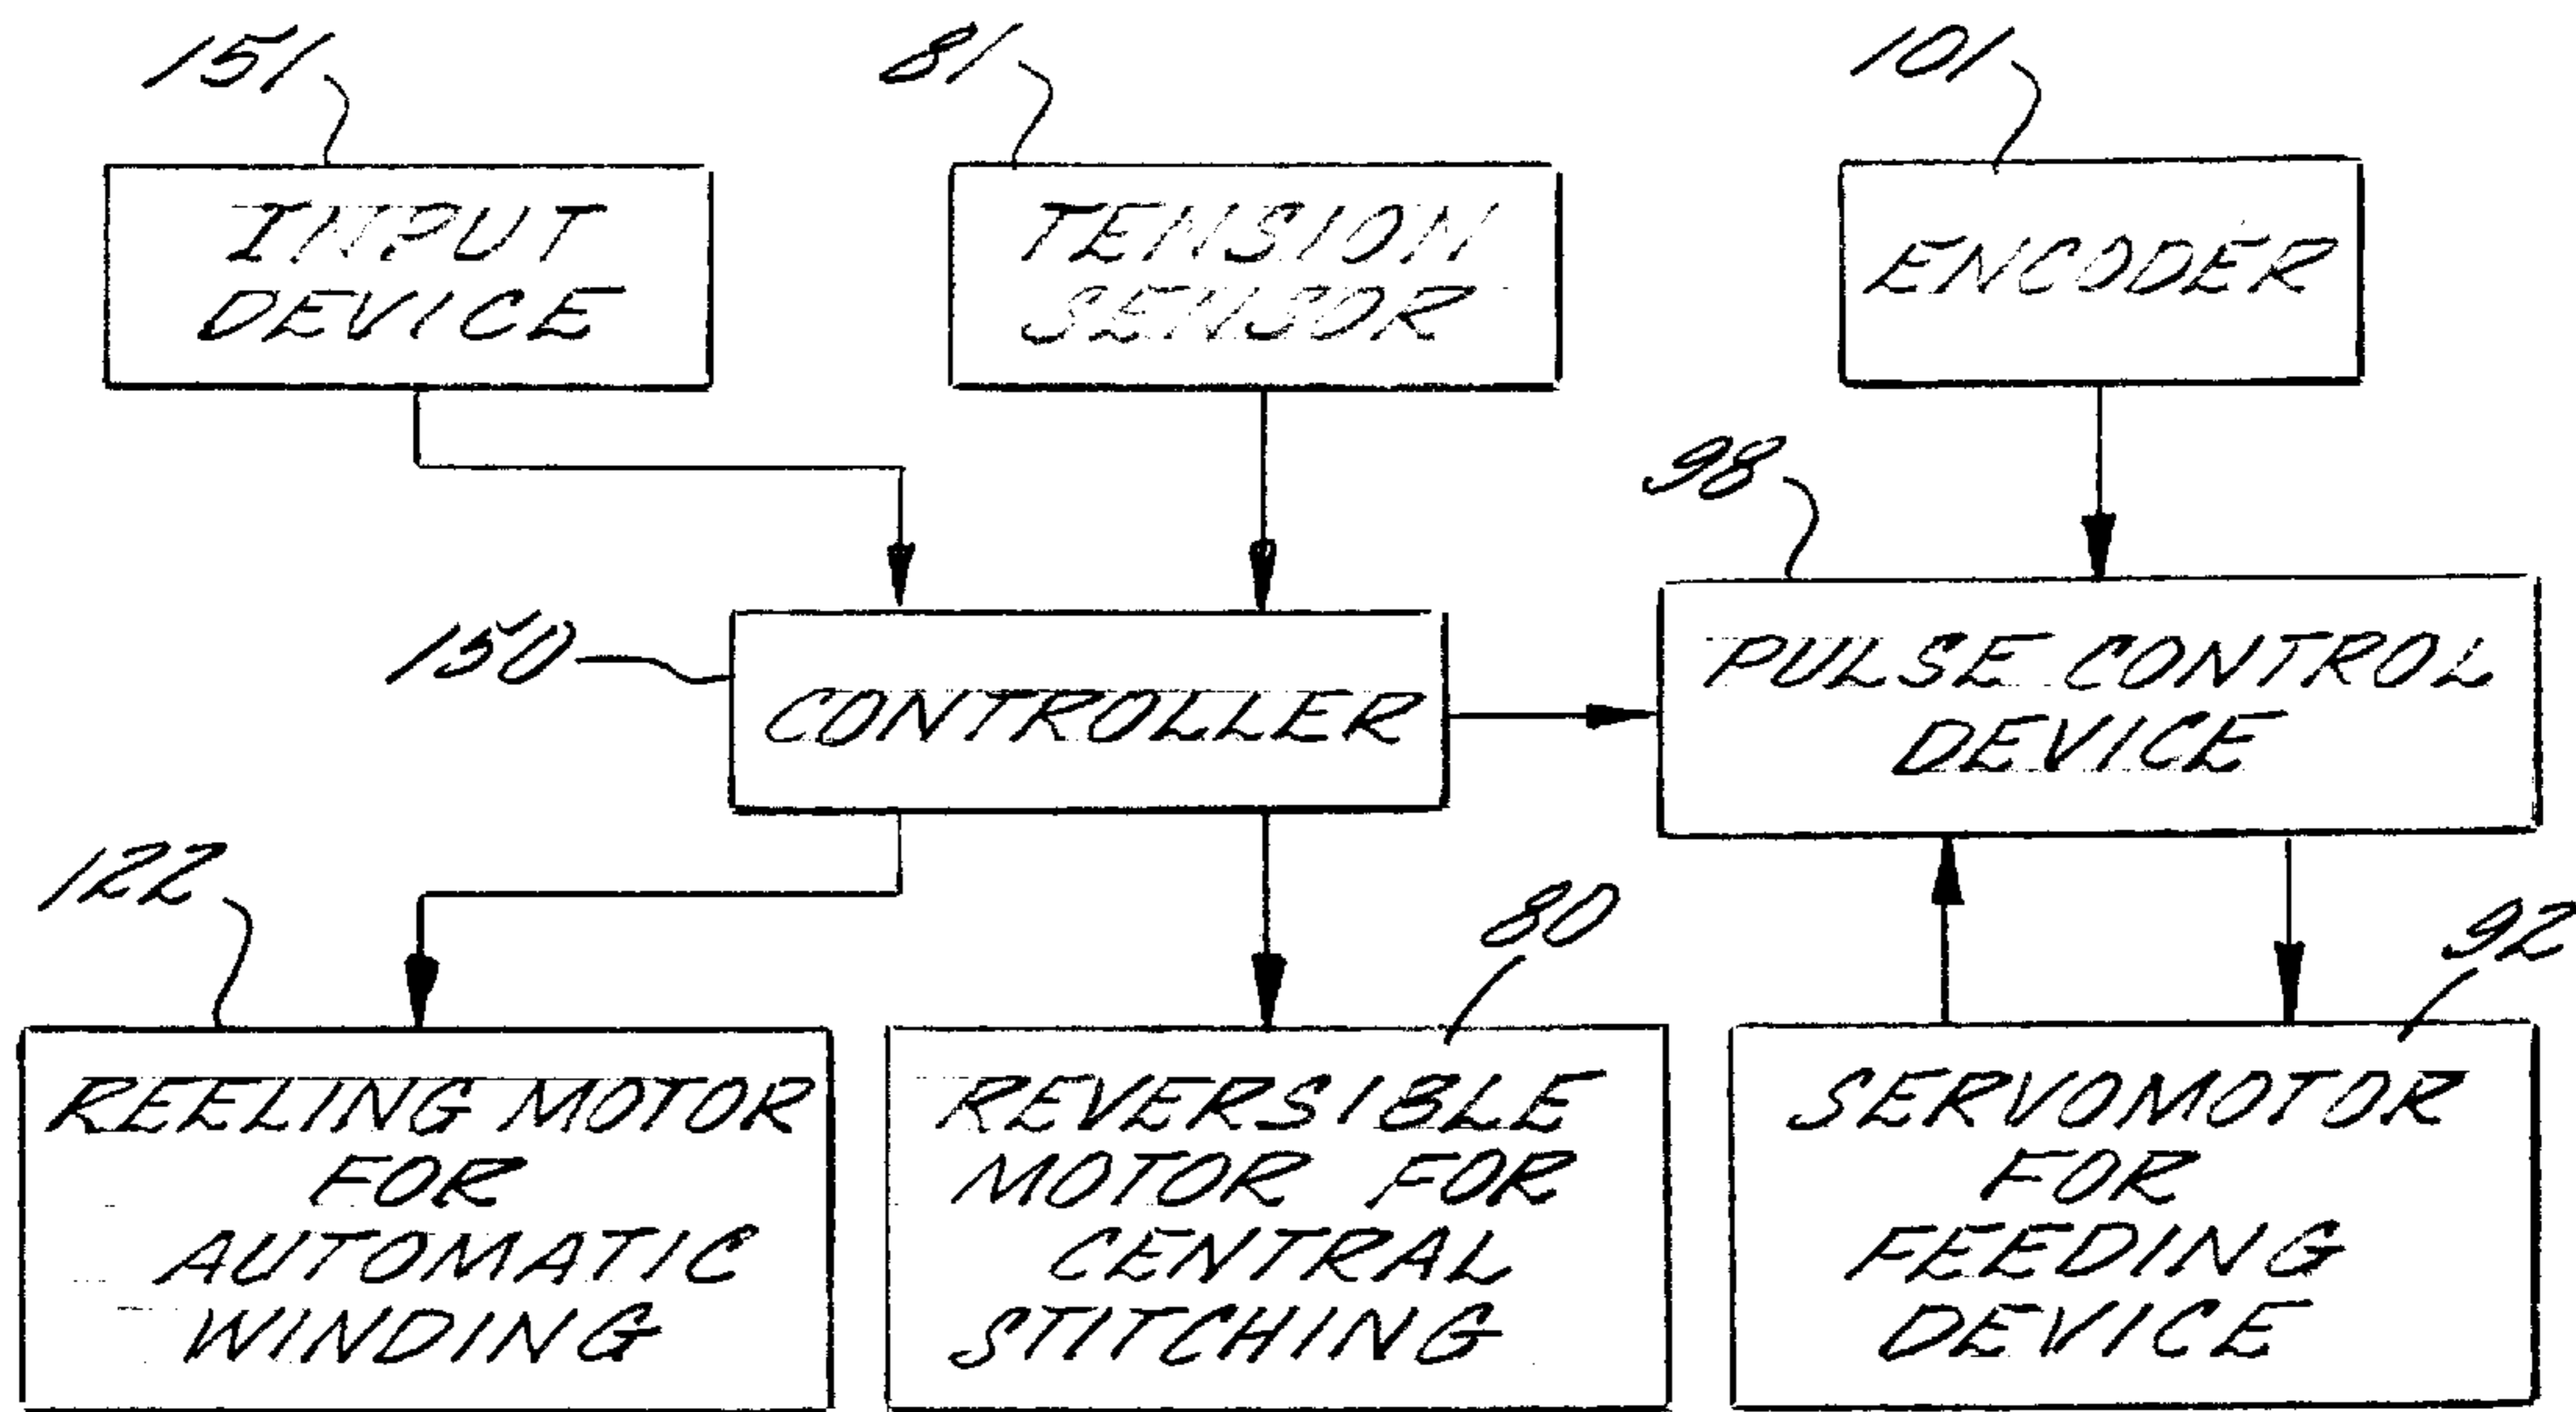 151
81
101
INPUT
DEVICE
TENSION
SENSOR
ENCODER
98
150
CONTROLLER
PULSE CONTROL
DEVICE
122
80
92
REELING MOTOR
FOR
AUTOMATIC
WINDING
REVERSIBLE
MOTOR FOR
CENTRAL
STITCHING
SERVOMOTOR
FOR
FEEDING
DEVICE